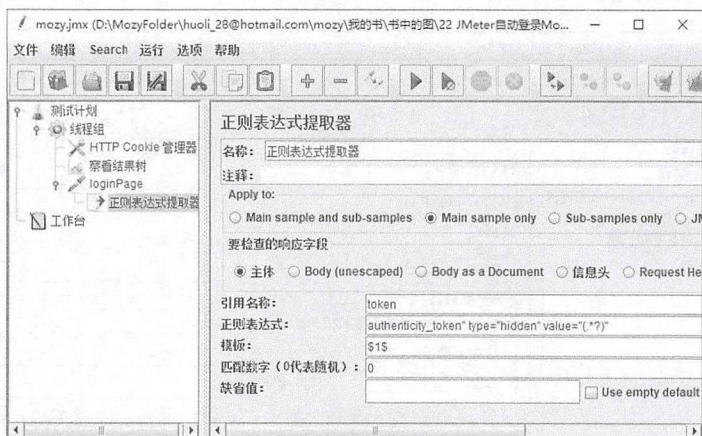 mozy.jmx (D:\MozyFolder\huoli_28@hotmail.com\mozy\我的书\书中的图\22 JMeter自动登录Mo...
文件 编辑 Search 运行 选项 帮助
测试计划
线程组
HTTP Cookie 管理器
察看结果树
loginPage
正则表达式提取器
工作台
正则表达式提取器
名称: 正则表达式提取器
注释:
Apply to:
Main sample and sub-samples Main sample only Sub-samples only JM
要检查的响应字段
主体 Body (unescaped) Body as a Document 信息头 Request He
引用名称: token
正则表达式: authenticity_token" type="hidden" value="(.*?)"
模板: $1$
匹配数字(0代表随机): 0
缺省值: Use empty default